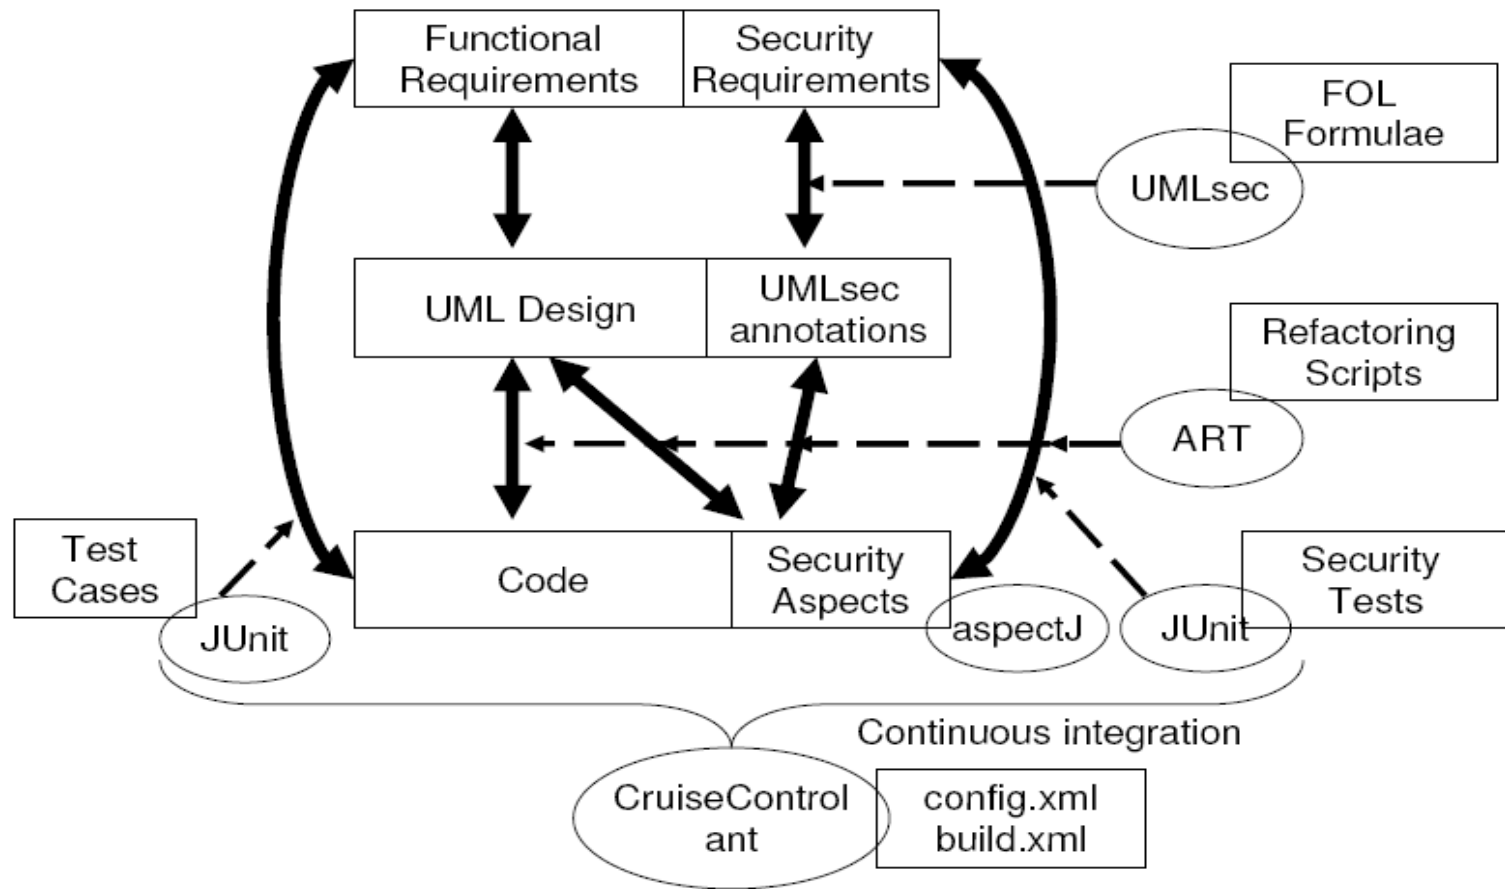 Functional
Requirements
Security
Requirements
FOL
Formulae
UMLsec
UML Design
UMLsec
annotations
Refactoring
Scripts
ART
Test
Cases
JUnit
Code
Security
Aspects
aspectJ
JUnit
Security
Tests
Continuous integration
CruiseControl
ant
config.xml
build.xml